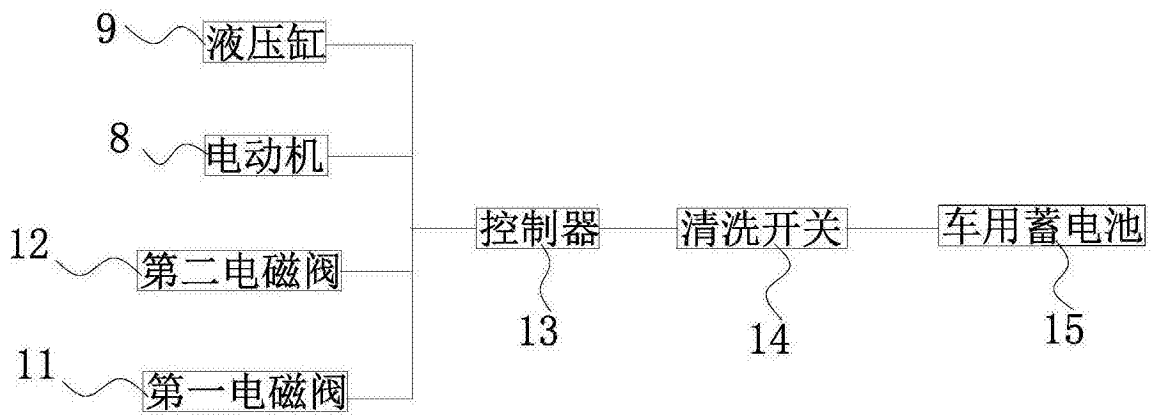 9 液压缸
8 电动机
12 第二电磁阀
11 第一电磁阀
控制器 清洗开关 车用蓄电池
13 14 15